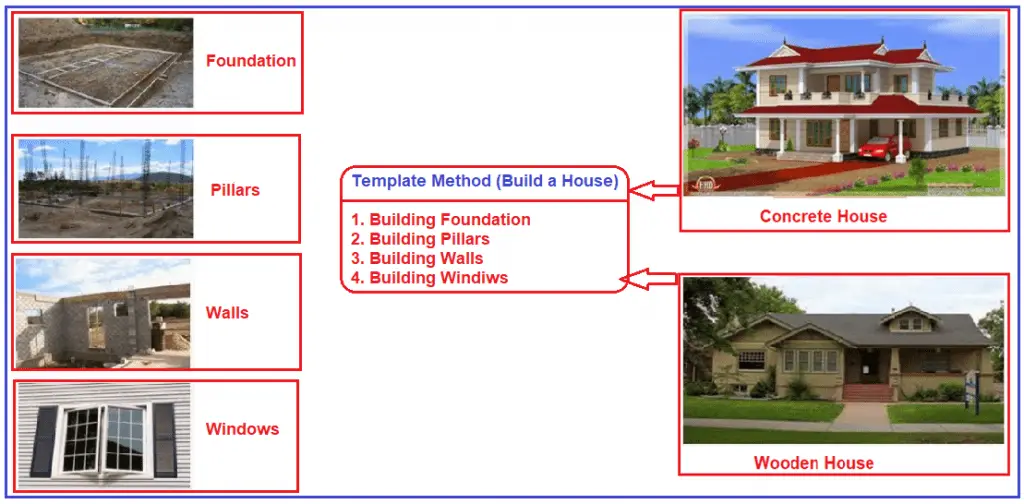 Foundation
Pillars
Walls
Windows
Template Method (Build a House)
1. Building Foundation
2. Building Pillars
3. Building Walls
4. Building Windiws
Concrete House
Wooden House